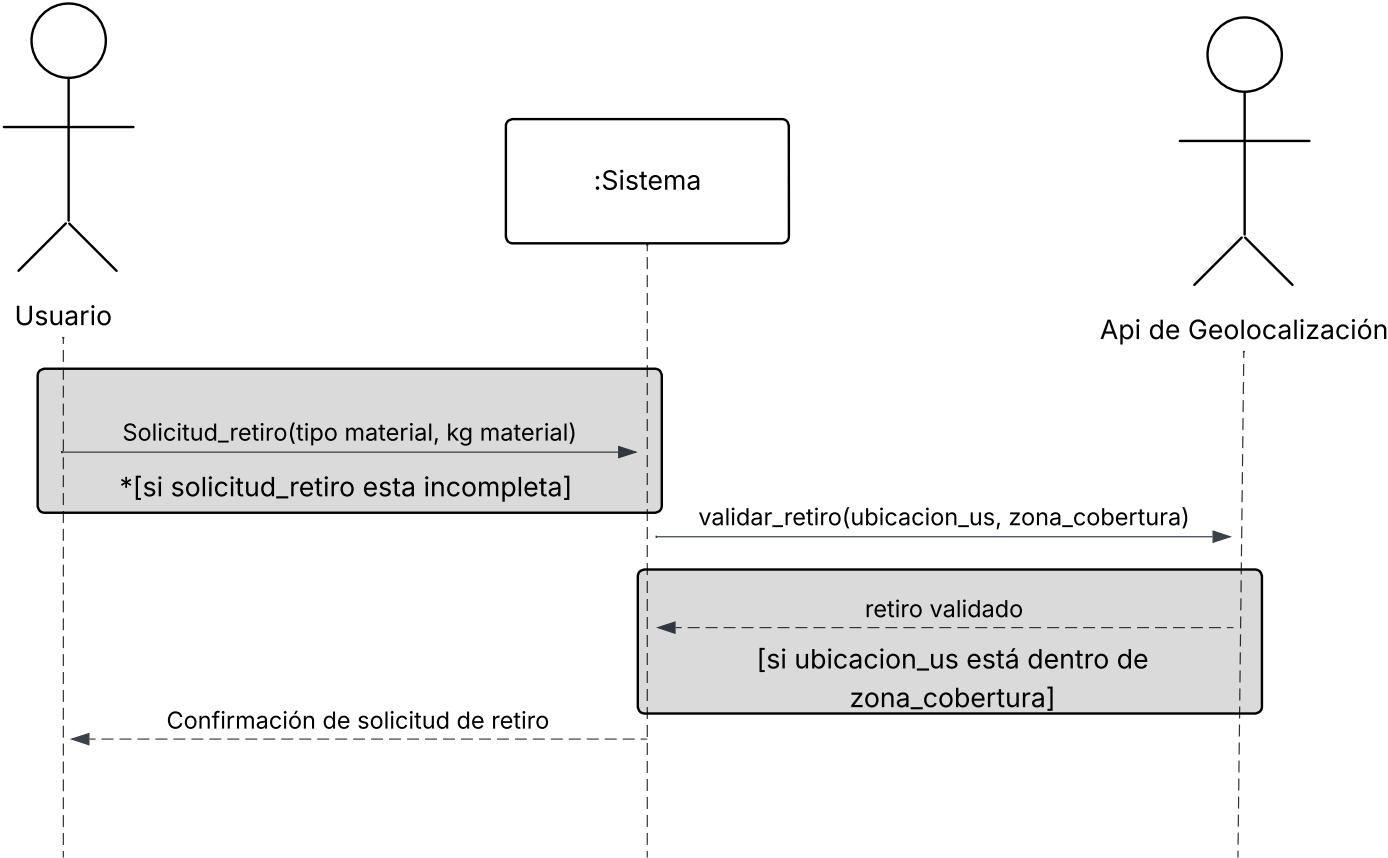 :Sistema
Usuario
Api de Geolocalización
Solicitud_retiro(tipo material, kg material)
*[si solicitud_retiro esta incompleta]
validar_retiro(ubicacion_us, zona_cobertura)
retiro validado
[si ubicacion_us está dentro de
zona_cobertura]
Confirmación de solicitud de retiro